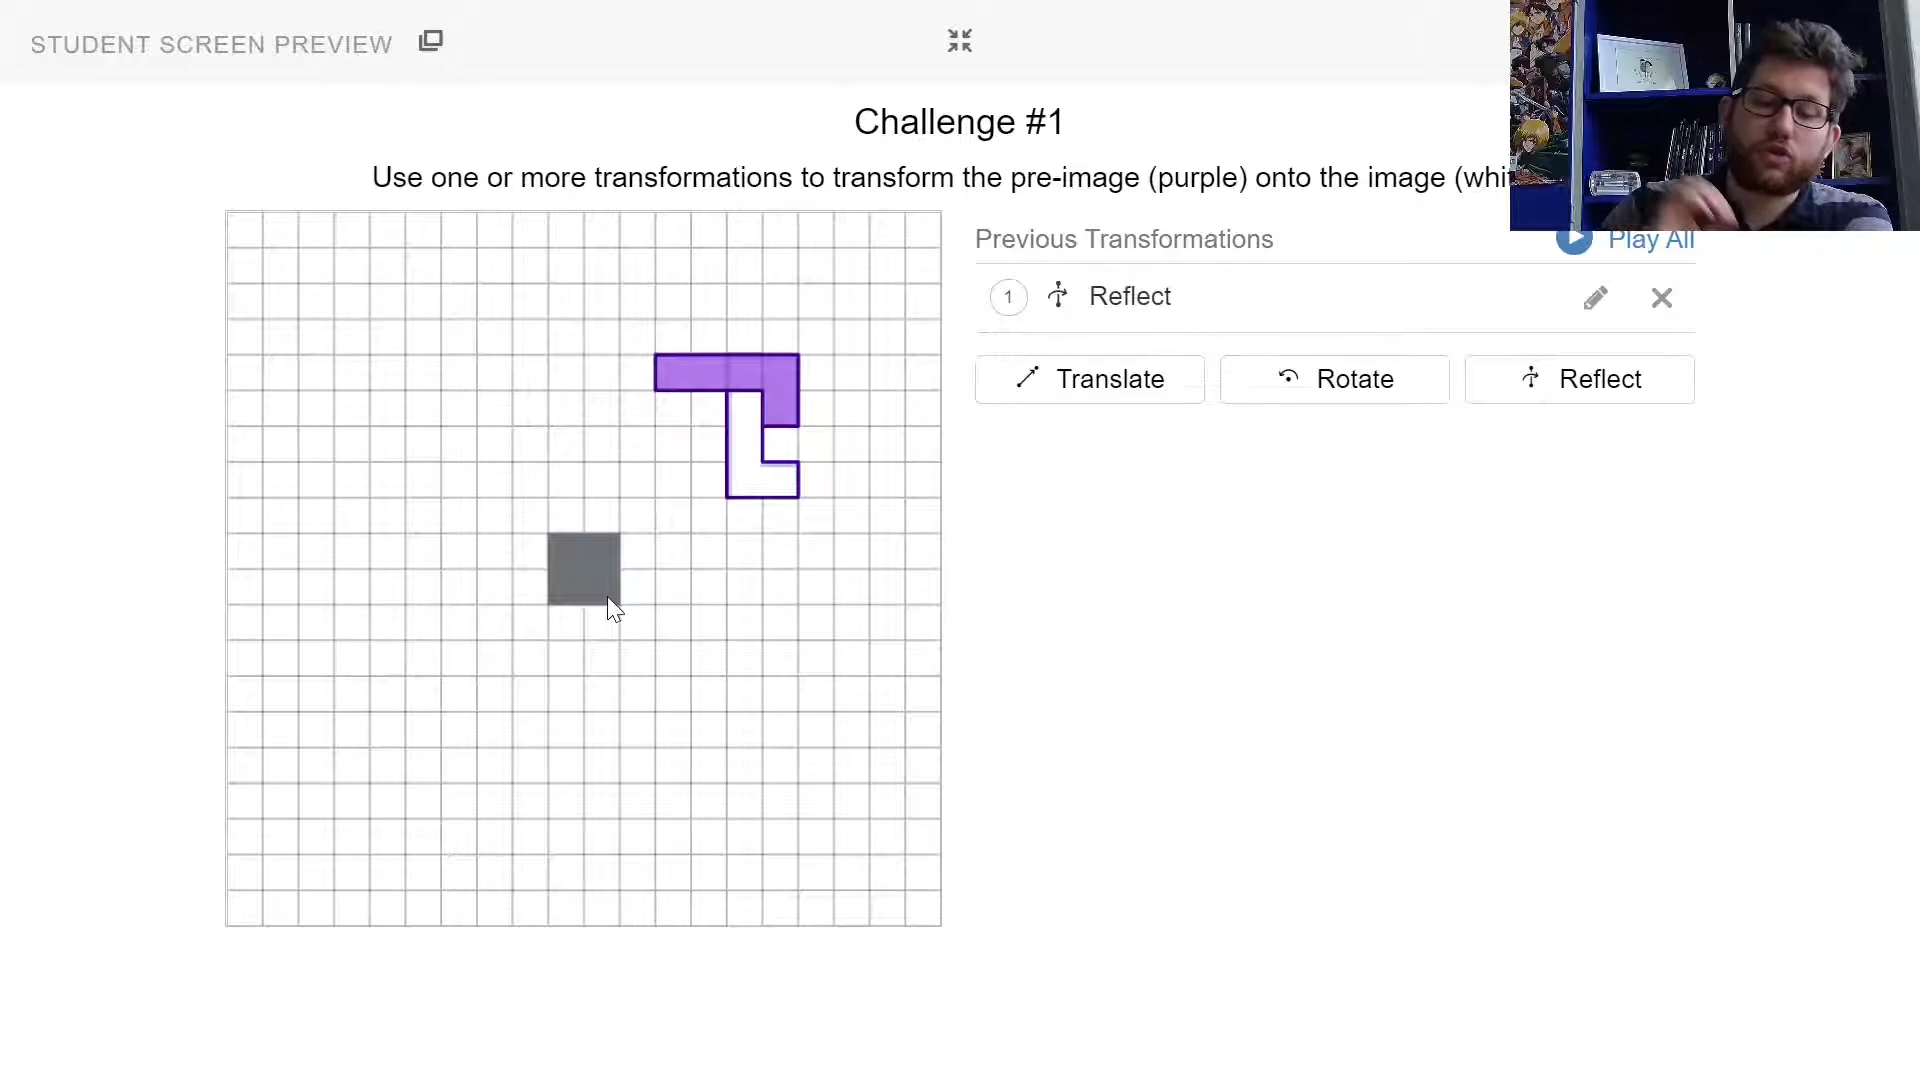 STUDENT SCREEN PREVIEW
Challenge #1
Use one or more transformations to transform the pre-image (purple) onto the image (whi
Previous Transformations
Play All
1 Reflect
Translate
Rotate
Reflect